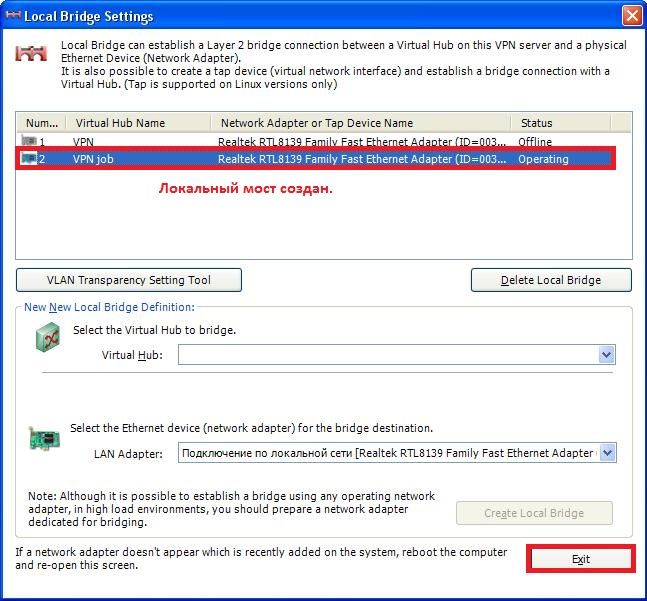 Local Bridge Settings
Local Bridge can establish a Layer 2 bridge connection between a Virtual Hub on this VPN server and a physical
Ethernet Device (Network Adapter).
It is also possible to create a tap device (virtual network interface) and establish a bridge connection with a
Virtual Hub. (Tap is supported on Linux versions only)
Num... Virtual Hub Name Network Adapter or Tap Device Name Status
1 VPN Realtek RTL8139 Family Fast Ethernet Adapter (ID=003... Offline
2 VPN job Realtek RTL8139 Family Fast Ethernet Adapter (ID=003... Operating
Локальный мост создан.
VLAN Transparency Setting Tool Delete Local Bridge
New New Local Bridge Definition:
Select the Virtual Hub to bridge.
Virtual Hub:
Select the Ethernet device (network adapter) for the bridge destination.
LAN Adapter: Подключение по локальной сети [Realtek RTL8139 Family Fast Ethernet Adapter (
Note: Although it is possible to establish a bridge using any operating network
adapter, in high load environments, you should prepare a network adapter
dedicated for bridging.
Create Local Bridge
If a network adapter doesn't appear which is recently added on the system, reboot the computer
and re-open this screen.
Exit